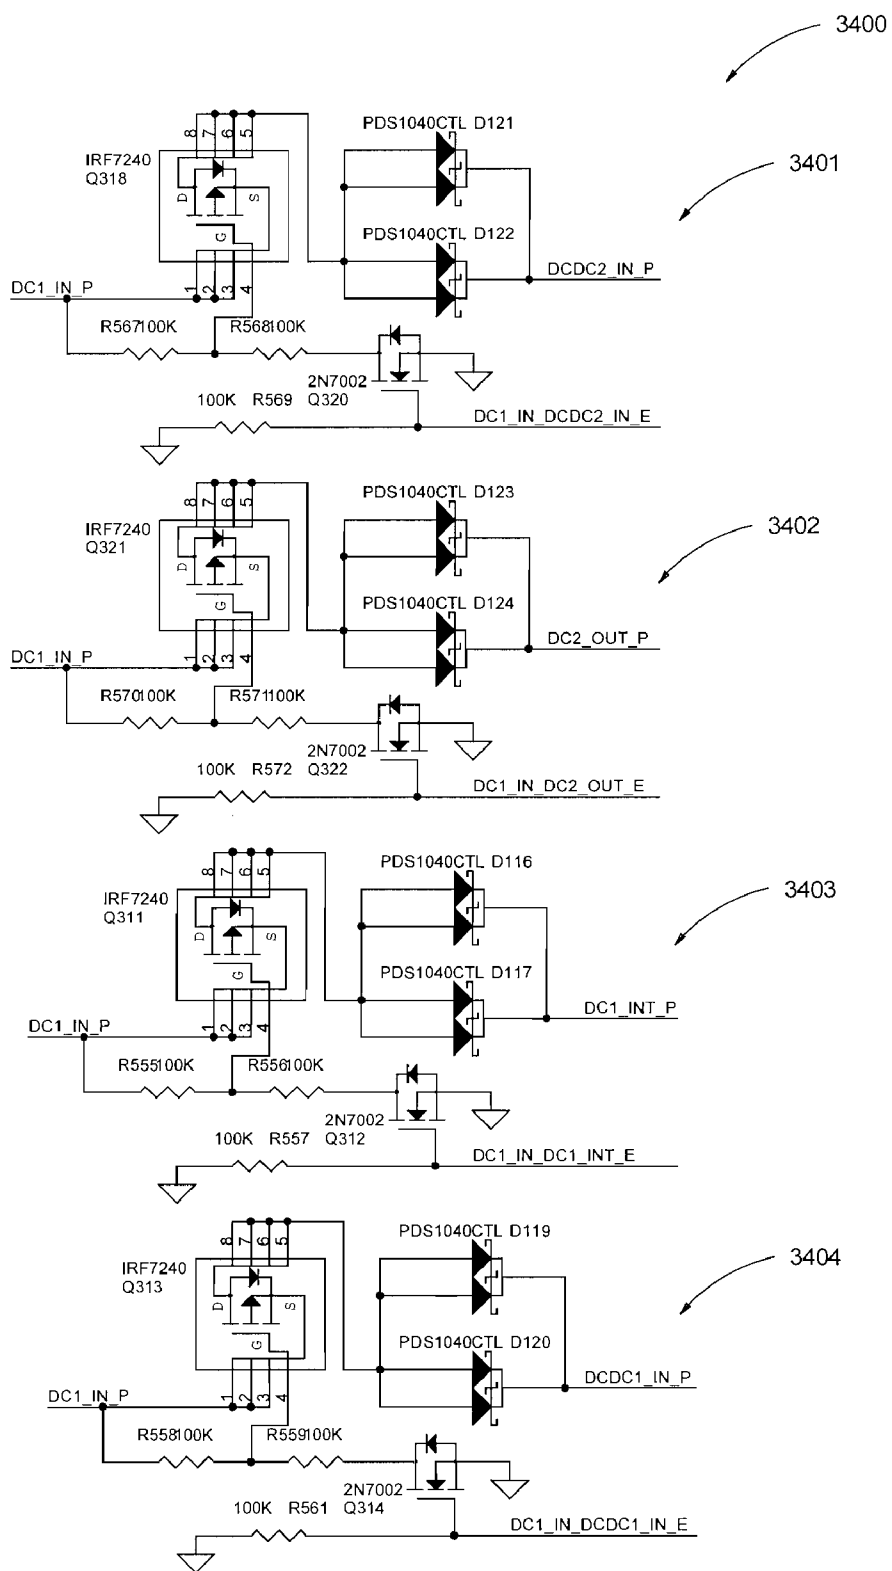 3400
PDS1040CTL D121
8 7 6 5
IRF7240
Q318
3401
D S
G
PDS1040CTL D122
DC1_IN_P
1 2 3 4
DCDC2_IN_P
R567100K R568100K
2N7002
100K R569 Q320
DC1_IN_DCDC2_IN_E
PDS1040CTL D123
8 7 6 5
IRF7240
Q321
3402
D S
G
PDS1040CTL D124
DC1_IN_P
1 2 3 4
DC2_OUT_P
R570100K R571100K
2N7002
100K R572 Q322
DC1_IN_DC2_OUT_E
PDS1040CTL D116
8 7 6 5
IRF7240
Q311
3403
D S
G
PDS1040CTL D117
DC1_IN_P
1 2 3 4
DC1_INT_P
R555100K R556100K
2N7002
100K R557 Q312
DC1_IN_DC1_INT_E
PDS1040CTL D119
8 7 6 5
IRF7240
Q313
3404
D S
G
PDS1040CTL D120
DC1_IN_P
1 2 3 4
DCDC1_IN_P
R558100K R559100K
2N7002
100K R561 Q314
DC1_IN_DCDC1_IN_E